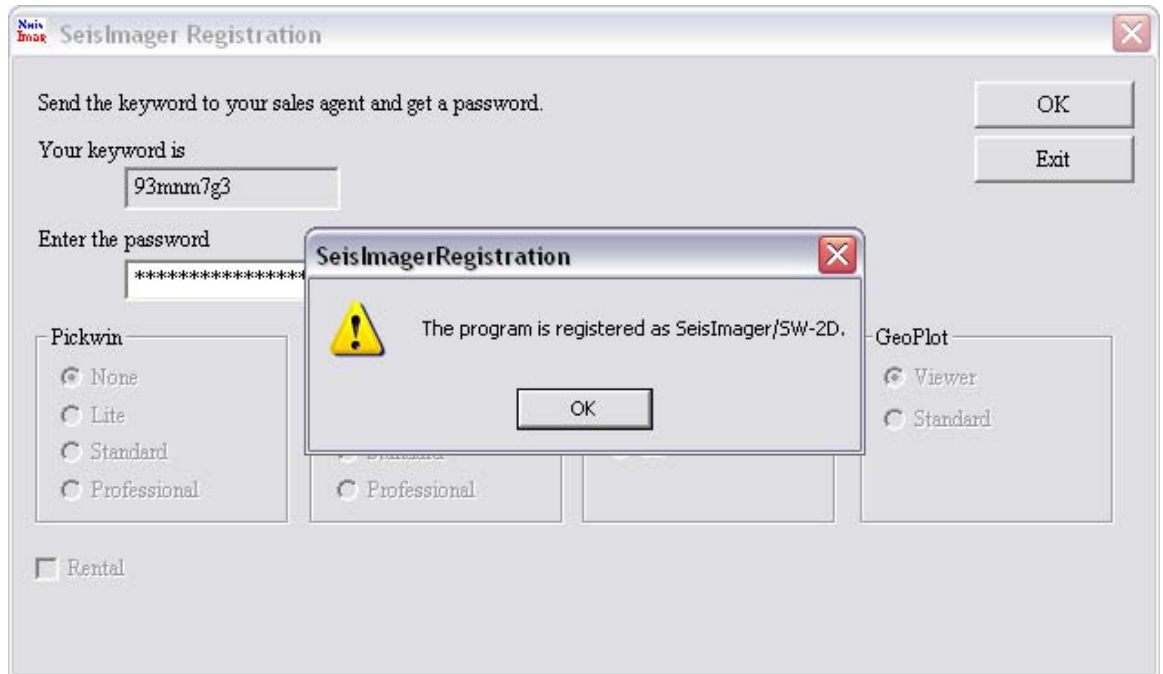 Seis
Imag
SeisImager Registration
Send the keyword to your sales agent and get a password.
OK
Your keyword is
Exit
93mnm7g3
Enter the password
*****************
SeisImagerRegistration
The program is registered as SeisImager/SW-2D.
OK
Pickwin
None
Lite
Standard
Professional
Professional
GeoPlot
Viewer
Standard
Rental